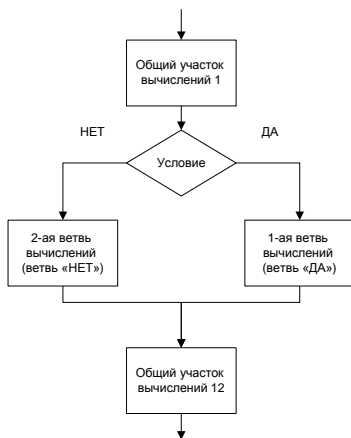 Общий участок
вычислений 1
НЕТ
ДА
Условие
2-ая ветвь
вычислений
(ветвь «НЕТ»)
1-ая ветвь
вычислений
(ветвь «ДА»)
Общий участок
вычислений 12